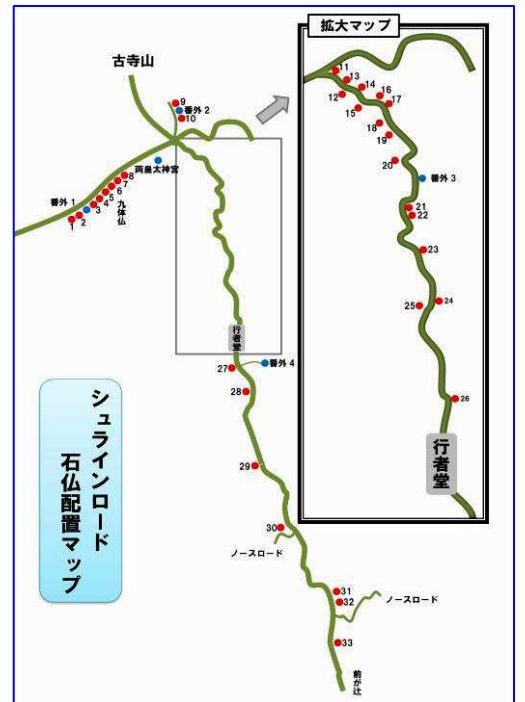 拡大マップ
古寺山
9
番外 2
10
両皇太神宮
8
7
6
5
4
3
番外 1
2
1
九体仏
11
13
14
12
16
17
15
18
19
20
番外 3
21
22
23
25
24
26
行者堂
行者堂
番外 4
27
28
29
30
ノースロード
31
32
ノースロード
33
前が辻
シュラインロード
石仏配置マップ